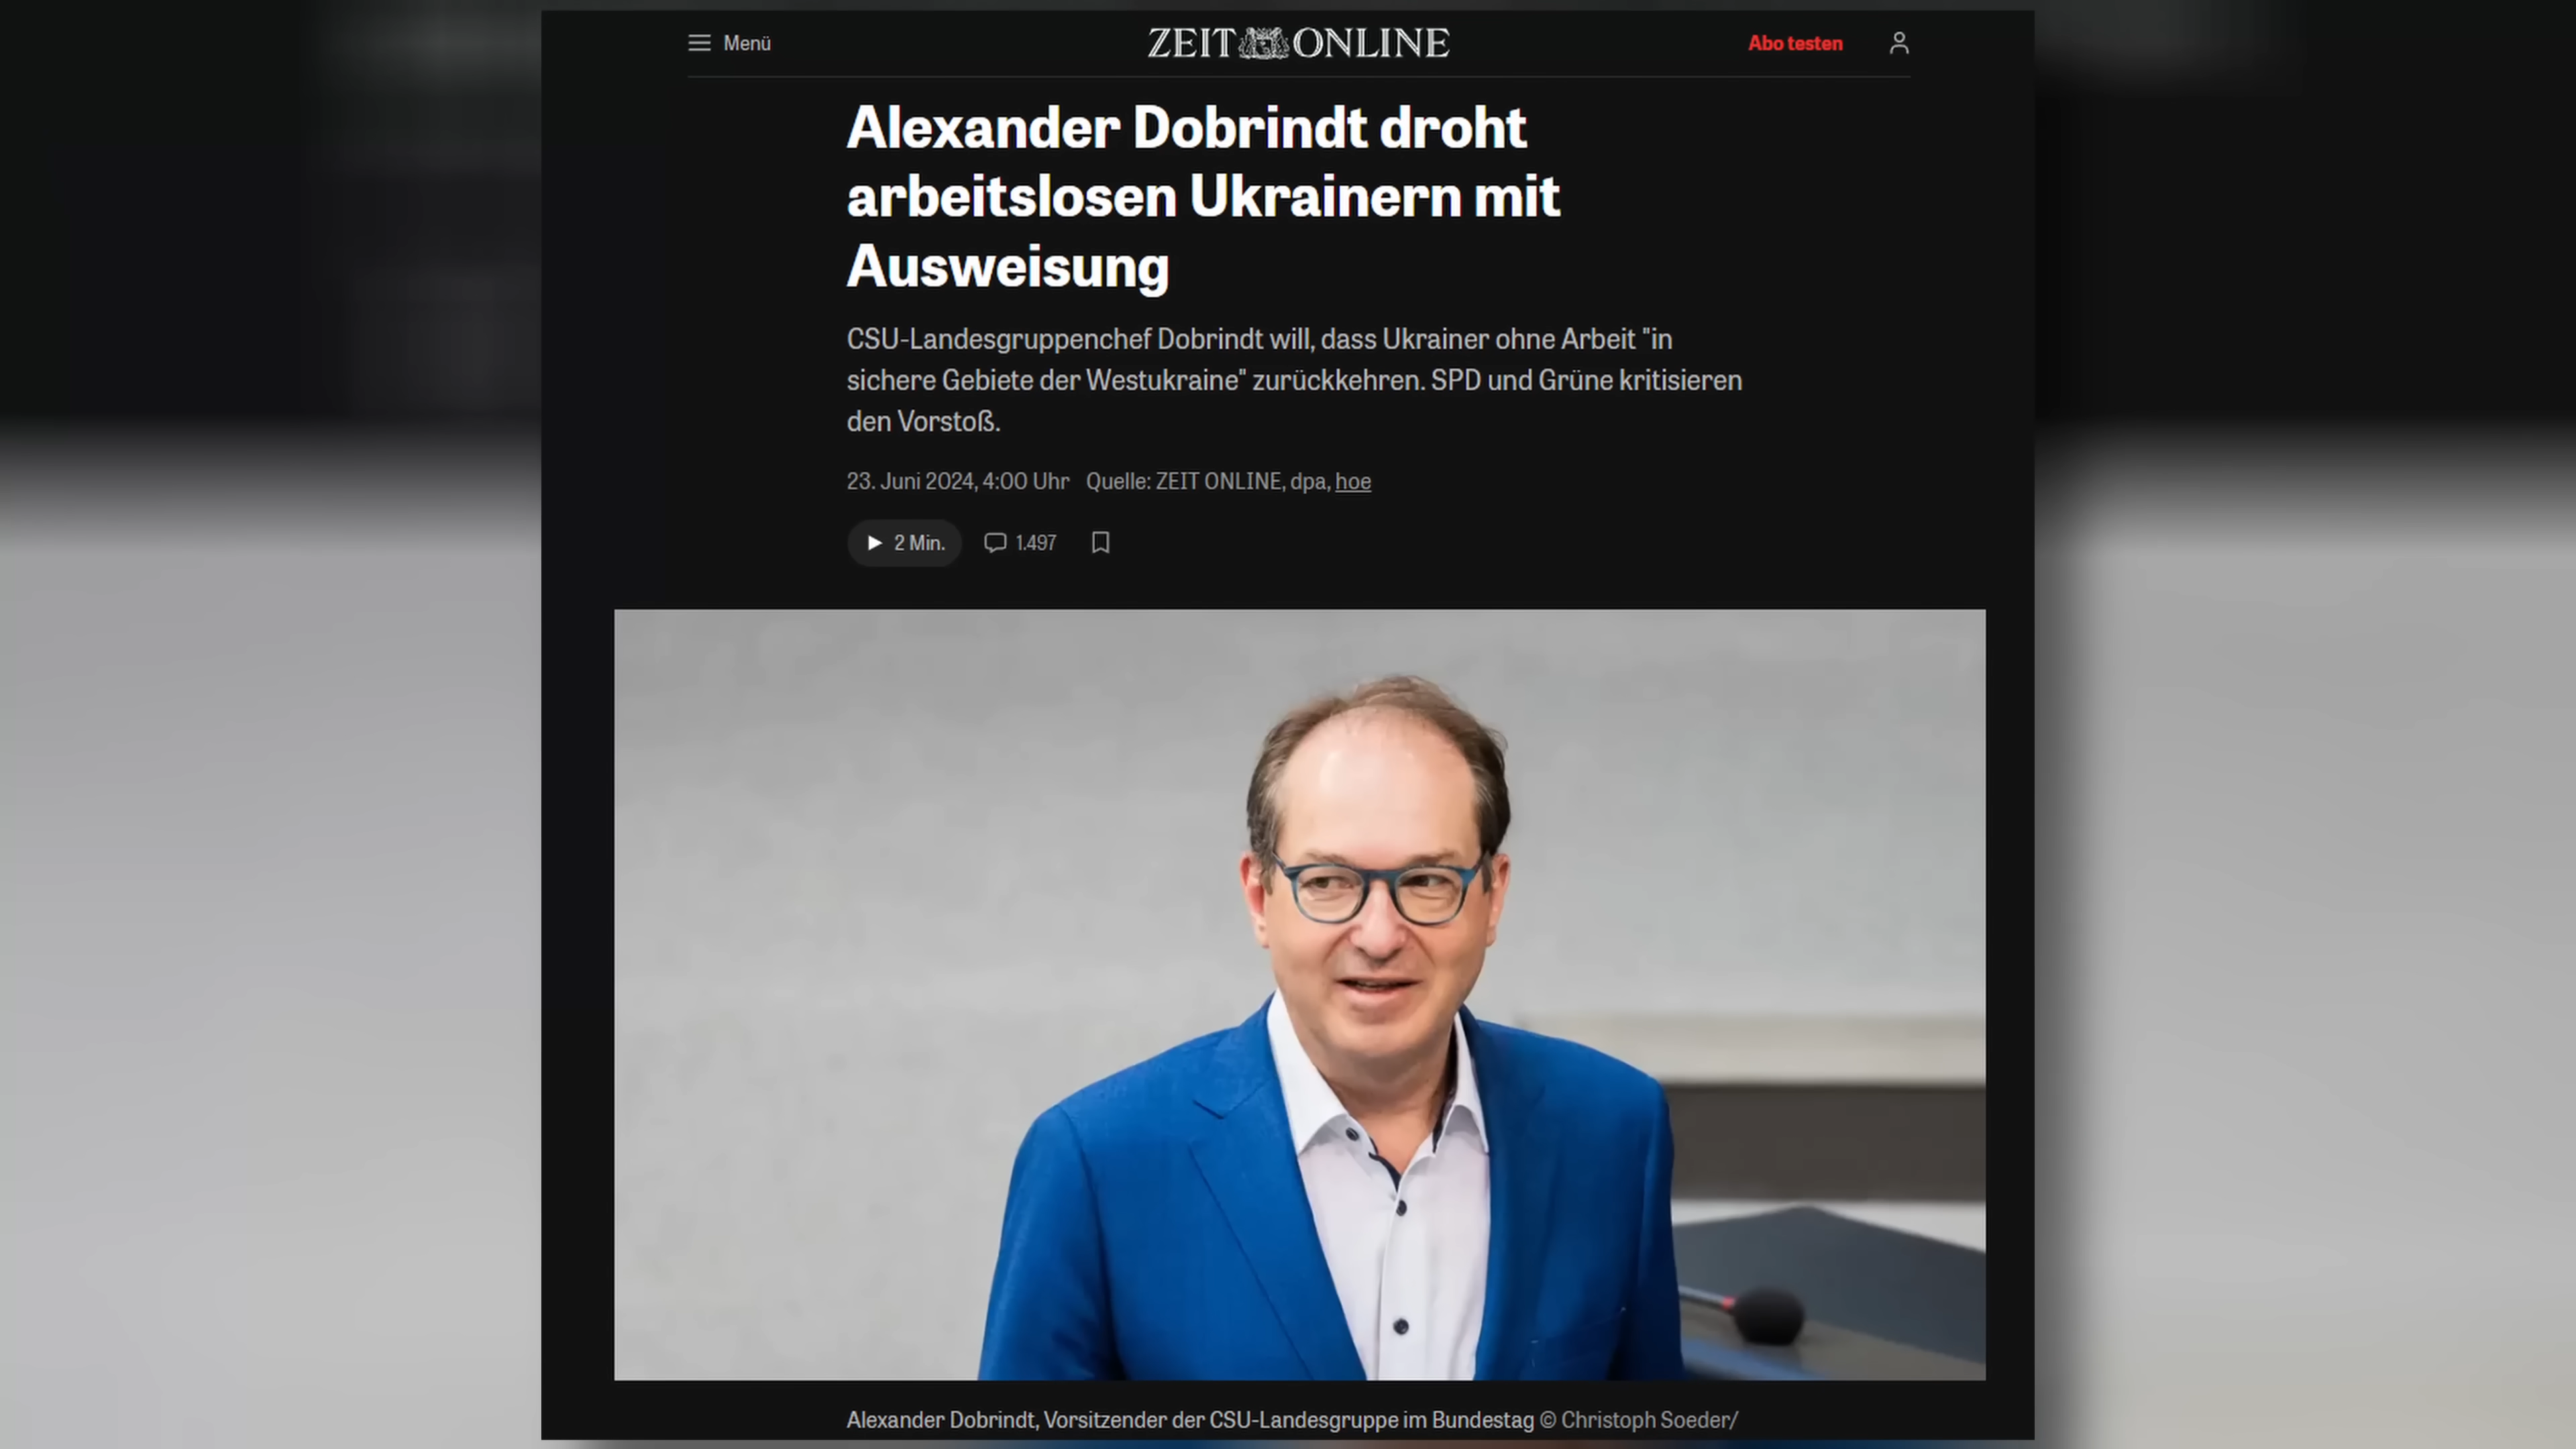 Menü
ZEIT ONLINE
Abo testen
Alexander Dobrindt droht
arbeitslosen Ukrainern mit
Ausweisung
CSU-Landesgruppenchef Dobrindt will, dass Ukrainer ohne Arbeit "in
sichere Gebiete der Westukraine" zurückkehren. SPD und Grüne kritisieren
den Vorstoß.
23. Juni 2024, 4:00 Uhr Quelle: ZEIT ONLINE, dpa, hoe
2 Min. 1.497
Alexander Dobrindt, Vorsitzender der CSU-Landesgruppe im Bundestag © Christoph Soeder/